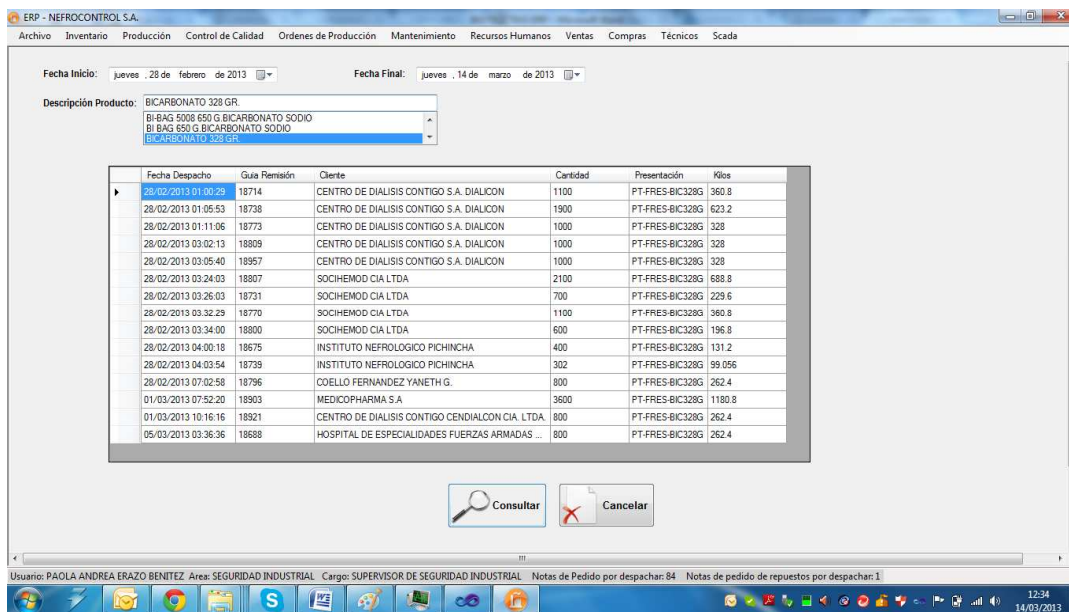 ERP - NEFROCONTROL S.A.
Archivo Inventario Producción Control de Calidad Ordenes de Producción Mantenimiento Recursos Humanos Ventas Compras Técnicos Scada
Fecha Inicio: jueves , 28 de febrero de 2013 Fecha Final: jueves , 14 de marzo de 2013
Descripción Producto: BICARBONATO 328 GR.
BI-BAG 5008 650 G.BICARBONATO SODIO
BI BAG 650 G.BICARBONATO SODIO
BICARBONATO 328 GR.
Fecha Despacho Guia Remisión Cliente Cantidad Presentación Kilos
28/02/2013 01:00:29 18714 CENTRO DE DIALISIS CONTIGO S.A. DIALICON 1100 PT-FRES-BIC328G 360.8
28/02/2013 01:05:53 18738 CENTRO DE DIALISIS CONTIGO S.A. DIALICON 1900 PT-FRES-BIC328G 623.2
28/02/2013 01:11:06 18773 CENTRO DE DIALISIS CONTIGO S.A. DIALICON 1000 PT-FRES-BIC328G 328
28/02/2013 03:02:13 18809 CENTRO DE DIALISIS CONTIGO S.A. DIALICON 1000 PT-FRES-BIC328G 328
28/02/2013 03:05:40 18957 CENTRO DE DIALISIS CONTIGO S.A. DIALICON 1000 PT-FRES-BIC328G 328
28/02/2013 03:24:03 18807 SOCIHEMOD CIA LTDA 2100 PT-FRES-BIC328G 688.8
28/02/2013 03:26:03 18731 SOCIHEMOD CIA LTDA 700 PT-FRES-BIC328G 229.6
28/02/2013 03:32:29 18770 SOCIHEMOD CIA LTDA 1100 PT-FRES-BIC328G 360.8
28/02/2013 03:34:00 18800 SOCIHEMOD CIA LTDA 600 PT-FRES-BIC328G 196.8
28/02/2013 04:00:18 18675 INSTITUTO NEFROLOGICO PICHINCHA 400 PT-FRES-BIC328G 131.2
28/02/2013 04:03:54 18739 INSTITUTO NEFROLOGICO PICHINCHA 302 PT-FRES-BIC328G 99.056
28/02/2013 07:02:58 18796 COELLO FERNANDEZ YANETH G. 800 PT-FRES-BIC328G 262.4
01/03/2013 07:52:20 18903 MEDICOPHARMA S.A 3600 PT-FRES-BIC328G 1180.8
01/03/2013 10:16:16 18921 CENTRO DE DIALISIS CONTIGO CENDIALCON CIA. LTDA. 800 PT-FRES-BIC328G 262.4
05/03/2013 03:36:36 18688 HOSPITAL DE ESPECIALIDADES FUERZAS ARMADAS ... 800 PT-FRES-BIC328G 262.4
Consultar Cancelar
Usuario: PAOLA ANDREA ERAZO BENITEZ Area: SEGURIDAD INDUSTRIAL Cargo: SUPERVISOR DE SEGURIDAD INDUSTRIAL Notas de Pedido por despachar: 84 Notas de pedido de repuestos por despachar: 1
12:34
14/03/2013